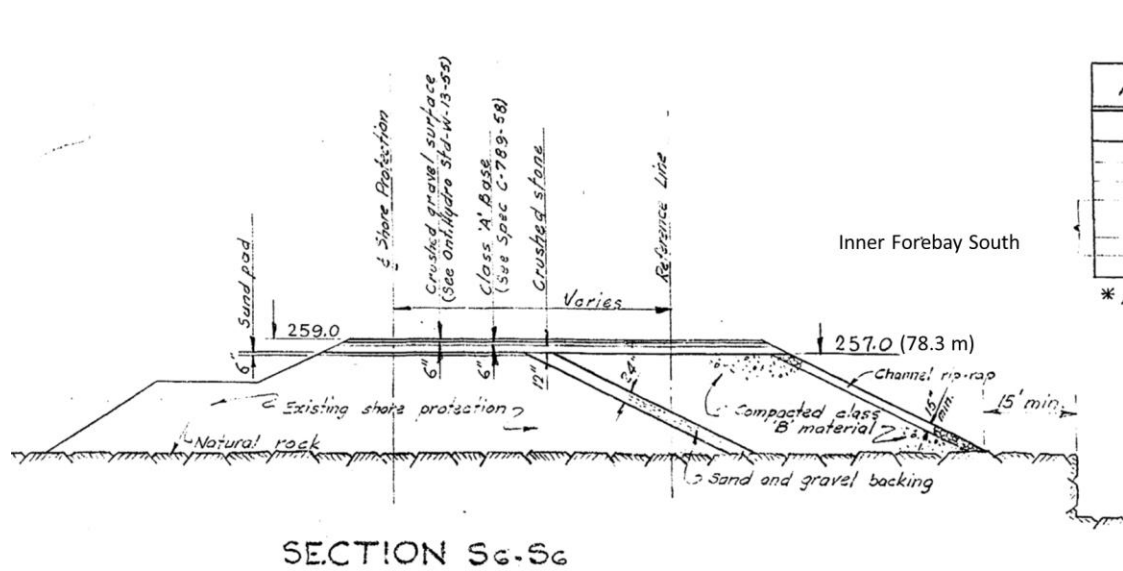 Sand pad
6"
259.0
℄ Shore Protection
Crushed gravel surface
(See Ont. Hydro Std-W-13-55)
6"
Class 'A' Base
(See Spec C-789-58)
6"
Crushed stone
12"
Reference Line
Varies
Inner Forebay South
257.0 (78.3 m)
Channel rip-rap
15" min.
15' min.
24"
Existing shore protection
Compacted class
'B' material
Natural rock
Sand and gravel backing
SECTION S6-S6
*